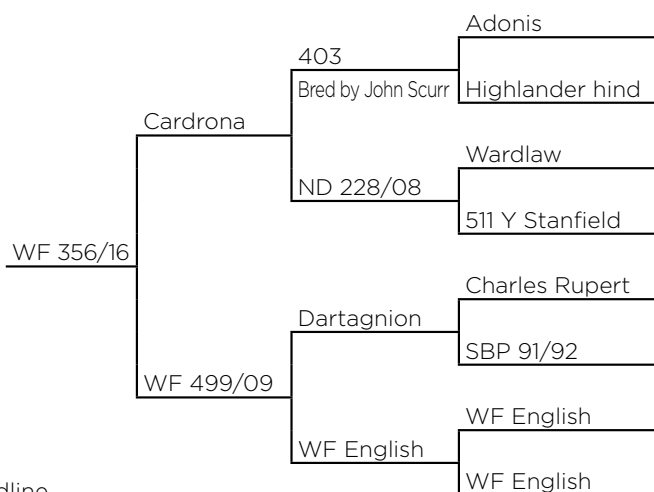 Adonis
403
Bred by John Scurr
Highlander hind
Cardrona
Wardlaw
ND 228/08
511 Y Stanfield
WF 356/16
Charles Rupert
Dartagnion
SBP 91/92
WF 499/09
WF English
WF English
WF English